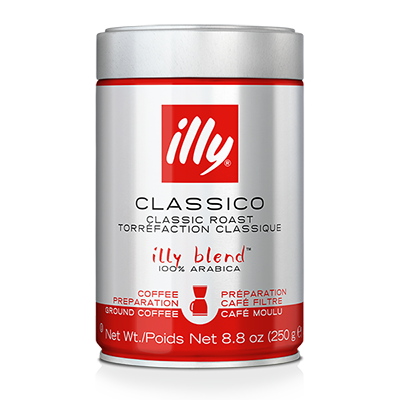 illy®
CLASSICO
CLASSIC ROAST
TORRÉFACTION CLASSIQUE
illy blend™
100% ARABICA
COFFEE
PREPARATION
GROUND COFFEE
PRÉPARATION
CAFÉ FILTRE
CAFÉ MOULU
Net Wt./Poids Net 8.8 oz (250 g)